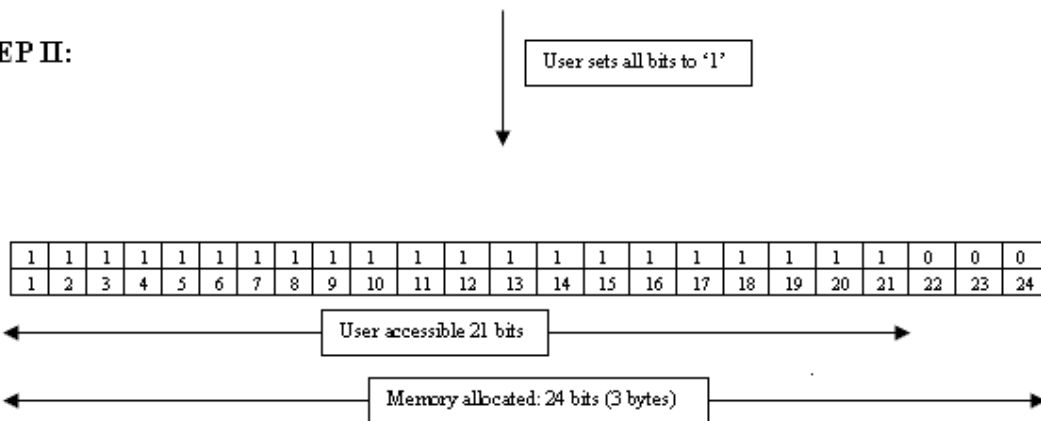 EP II:
User sets all bits to ‘1’
1 1 1 1 1 1 1 1 1 1 1 1 1 1 1 1 1 1 1 1 1 0 0 0
1 2 3 4 5 6 7 8 9 10 11 12 13 14 15 16 17 18 19 20 21 22 23 24
User accessible 21 bits
Memory allocated: 24 bits (3 bytes)